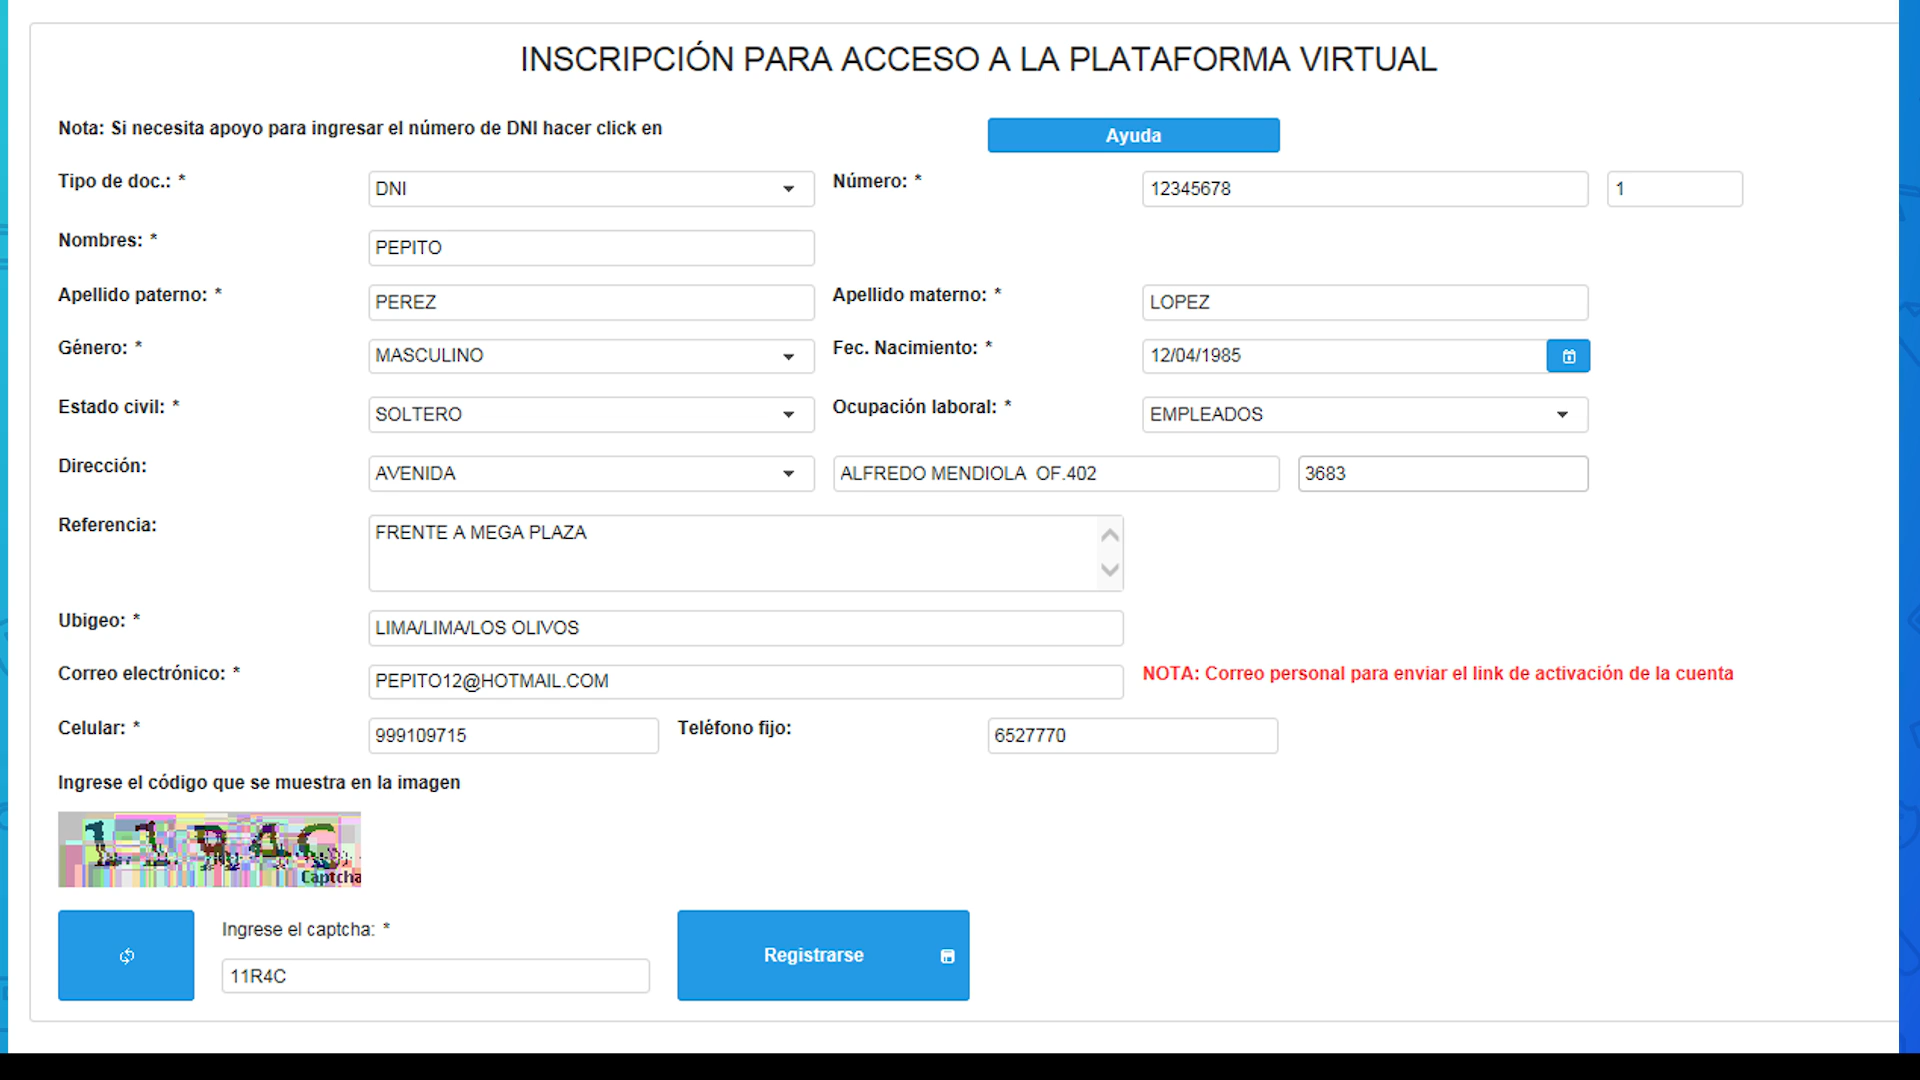 INSCRIPCIÓN PARA ACCESO A LA PLATAFORMA VIRTUAL
Nota: Si necesita apoyo para ingresar el número de DNI hacer click en Ayuda
Tipo de doc.: * DNI Número: * 12345678 1
Nombres: * PEPITO
Apellido paterno: * PEREZ Apellido materno: * LOPEZ
Género: * MASCULINO Fec. Nacimiento: * 12/04/1985
Estado civil: * SOLTERO Ocupación laboral: * EMPLEADOS
Dirección: AVENIDA ALFREDO MENDIOLA OF.402 3683
Referencia: FRENTE A MEGA PLAZA
Ubigeo: * LIMA/LIMA/LOS OLIVOS
Correo electrónico: * PEPITO12@HOTMAIL.COM NOTA: Correo personal para enviar el link de activación de la cuenta
Celular: * 999109715 Teléfono fijo: 6527770
Ingrese el código que se muestra en la imagen
11R4C
Captcha
Ingrese el captcha: *
11R4C
Registrarse